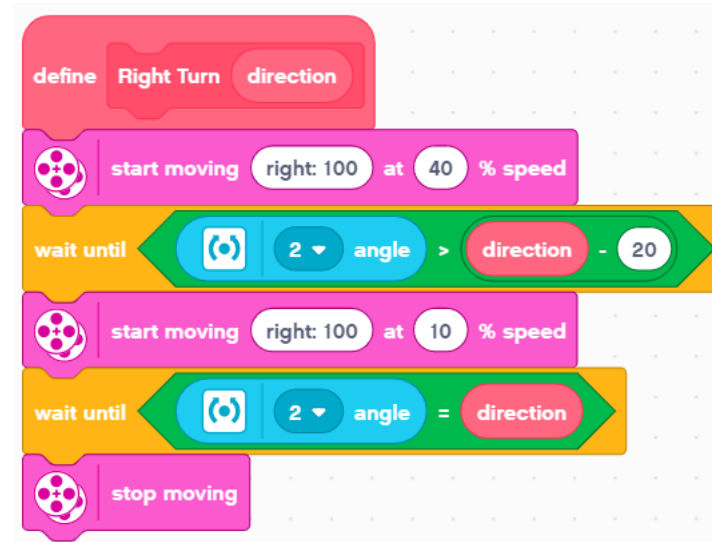 define Right Turn direction
start moving right: 100 at 40 % speed
wait until 2 angle > direction - 20
start moving right: 100 at 10 % speed
wait until 2 angle = direction
stop moving